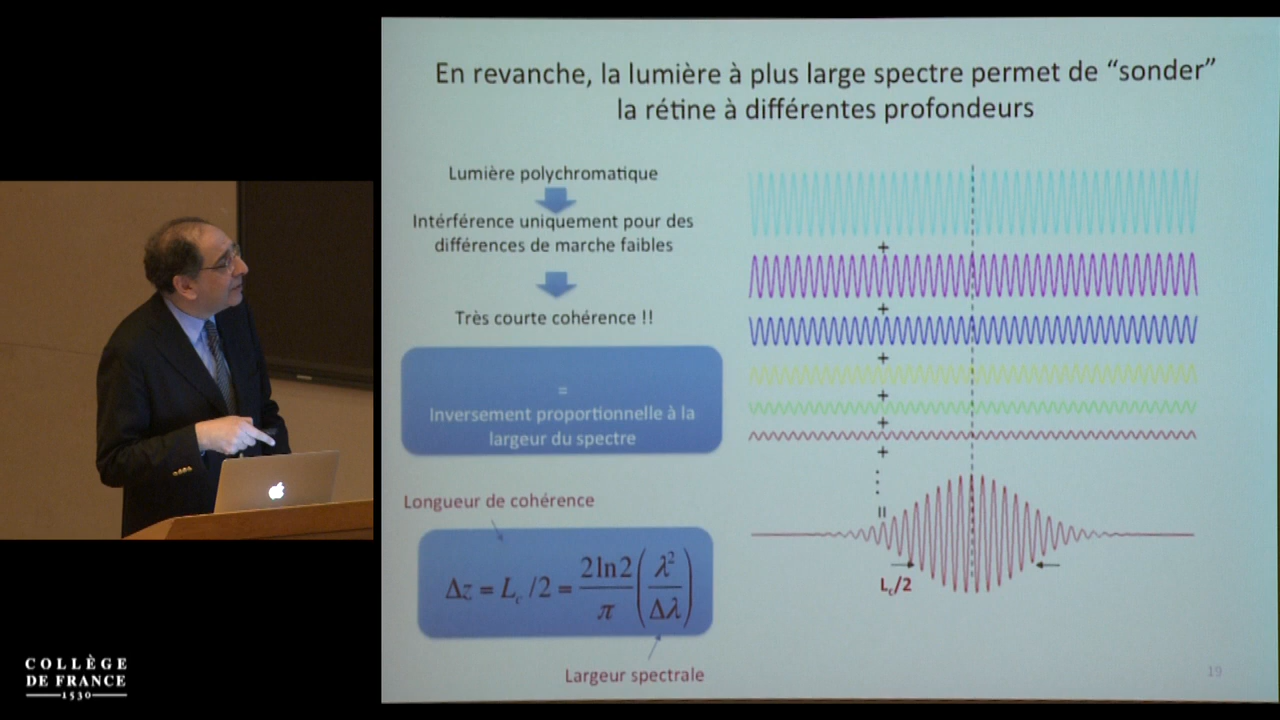 En revanche, la lumière à plus large spectre permet de “sonder”
la rétine à différentes profondeurs
Lumière polychromatique
Intérférence uniquement pour des
différences de marche faibles
Très courte cohérence !!
=
Inversement proportionnelle à la
largeur du spectre
Longueur de cohérence
Δz = L_c /2 = 2ln2/π (λ²/Δλ)
Largeur spectrale
+
+
+
+
+
+
=
L_c/2
19
COLLÈGE
DE FRANCE
1530